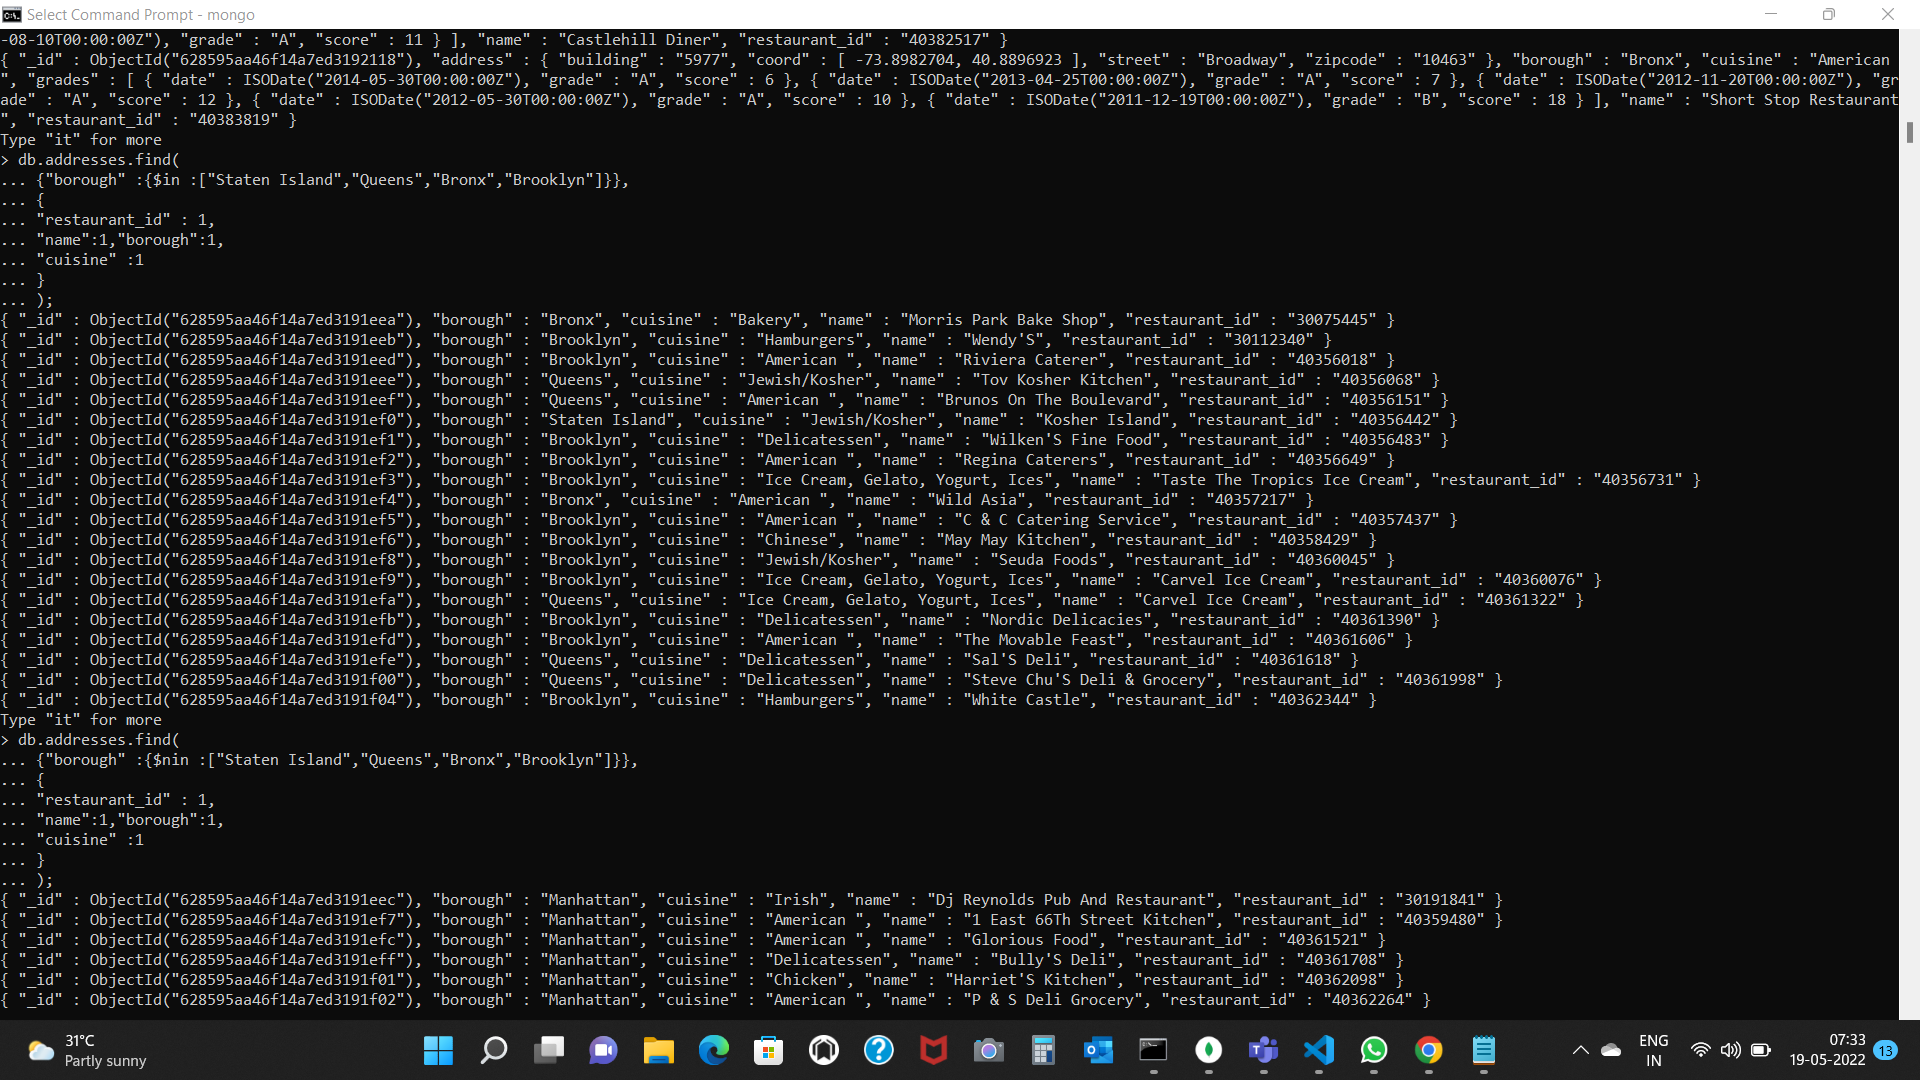 Select Command Prompt - mongo
-08-10T00:00:00Z"), "grade" : "A", "score" : 11 } ], "name" : "Castlehill Diner", "restaurant_id" : "40382517" }
{ "_id" : ObjectId("628595aa46f14a7ed3192118"), "address" : { "building" : "5977", "coord" : [ -73.8982704, 40.8896923 ], "street" : "Broadway", "zipcode" : "10463" }, "borough" : "Bronx", "cuisine" : "American
", "grades" : [ { "date" : ISODate("2014-05-30T00:00:00Z"), "grade" : "A", "score" : 6 }, { "date" : ISODate("2013-04-25T00:00:00Z"), "grade" : "A", "score" : 7 }, { "date" : ISODate("2012-11-20T00:00:00Z"), "gr
ade" : "A", "score" : 12 }, { "date" : ISODate("2012-05-30T00:00:00Z"), "grade" : "A", "score" : 10 }, { "date" : ISODate("2011-12-19T00:00:00Z"), "grade" : "B", "score" : 18 } ], "name" : "Short Stop Restaurant
", "restaurant_id" : "40383819" }
Type "it" for more
> db.addresses.find(
... {"borough" :{$in :["Staten Island","Queens","Bronx","Brooklyn"]}},
... {
... "restaurant_id" : 1,
... "name":1,"borough":1,
... "cuisine" :1
... }
... );
{ "_id" : ObjectId("628595aa46f14a7ed3191eea"), "borough" : "Bronx", "cuisine" : "Bakery", "name" : "Morris Park Bake Shop", "restaurant_id" : "30075445" }
{ "_id" : ObjectId("628595aa46f14a7ed3191eeb"), "borough" : "Brooklyn", "cuisine" : "Hamburgers", "name" : "Wendy'S", "restaurant_id" : "30112340" }
{ "_id" : ObjectId("628595aa46f14a7ed3191eed"), "borough" : "Brooklyn", "cuisine" : "American ", "name" : "Riviera Caterer", "restaurant_id" : "40356018" }
{ "_id" : ObjectId("628595aa46f14a7ed3191eee"), "borough" : "Queens", "cuisine" : "Jewish/Kosher", "name" : "Tov Kosher Kitchen", "restaurant_id" : "40356068" }
{ "_id" : ObjectId("628595aa46f14a7ed3191eef"), "borough" : "Queens", "cuisine" : "American ", "name" : "Brunos On The Boulevard", "restaurant_id" : "40356151" }
{ "_id" : ObjectId("628595aa46f14a7ed3191ef0"), "borough" : "Staten Island", "cuisine" : "Jewish/Kosher", "name" : "Kosher Island", "restaurant_id" : "40356442" }
{ "_id" : ObjectId("628595aa46f14a7ed3191ef1"), "borough" : "Brooklyn", "cuisine" : "Delicatessen", "name" : "Wilken'S Fine Food", "restaurant_id" : "40356483" }
{ "_id" : ObjectId("628595aa46f14a7ed3191ef2"), "borough" : "Brooklyn", "cuisine" : "American ", "name" : "Regina Caterers", "restaurant_id" : "40356649" }
{ "_id" : ObjectId("628595aa46f14a7ed3191ef3"), "borough" : "Brooklyn", "cuisine" : "Ice Cream, Gelato, Yogurt, Ices", "name" : "Taste The Tropics Ice Cream", "restaurant_id" : "40356731" }
{ "_id" : ObjectId("628595aa46f14a7ed3191ef4"), "borough" : "Bronx", "cuisine" : "American ", "name" : "Wild Asia", "restaurant_id" : "40357217" }
{ "_id" : ObjectId("628595aa46f14a7ed3191ef5"), "borough" : "Brooklyn", "cuisine" : "American ", "name" : "C & C Catering Service", "restaurant_id" : "40357437" }
{ "_id" : ObjectId("628595aa46f14a7ed3191ef6"), "borough" : "Brooklyn", "cuisine" : "Chinese", "name" : "May May Kitchen", "restaurant_id" : "40358429" }
{ "_id" : ObjectId("628595aa46f14a7ed3191ef8"), "borough" : "Brooklyn", "cuisine" : "Jewish/Kosher", "name" : "Seuda Foods", "restaurant_id" : "40360045" }
{ "_id" : ObjectId("628595aa46f14a7ed3191ef9"), "borough" : "Brooklyn", "cuisine" : "Ice Cream, Gelato, Yogurt, Ices", "name" : "Carvel Ice Cream", "restaurant_id" : "40360076" }
{ "_id" : ObjectId("628595aa46f14a7ed3191efa"), "borough" : "Queens", "cuisine" : "Ice Cream, Gelato, Yogurt, Ices", "name" : "Carvel Ice Cream", "restaurant_id" : "40361322" }
{ "_id" : ObjectId("628595aa46f14a7ed3191efb"), "borough" : "Brooklyn", "cuisine" : "Delicatessen", "name" : "Nordic Delicacies", "restaurant_id" : "40361390" }
{ "_id" : ObjectId("628595aa46f14a7ed3191efd"), "borough" : "Brooklyn", "cuisine" : "American ", "name" : "The Movable Feast", "restaurant_id" : "40361606" }
{ "_id" : ObjectId("628595aa46f14a7ed3191efe"), "borough" : "Queens", "cuisine" : "Delicatessen", "name" : "Sal'S Deli", "restaurant_id" : "40361618" }
{ "_id" : ObjectId("628595aa46f14a7ed3191f00"), "borough" : "Queens", "cuisine" : "Delicatessen", "name" : "Steve Chu'S Deli & Grocery", "restaurant_id" : "40361998" }
{ "_id" : ObjectId("628595aa46f14a7ed3191f04"), "borough" : "Brooklyn", "cuisine" : "Hamburgers", "name" : "White Castle", "restaurant_id" : "40362344" }
Type "it" for more
> db.addresses.find(
... {"borough" :{$nin :["Staten Island","Queens","Bronx","Brooklyn"]}},
... {
... "restaurant_id" : 1,
... "name":1,"borough":1,
... "cuisine" :1
... }
... );
{ "_id" : ObjectId("628595aa46f14a7ed3191eec"), "borough" : "Manhattan", "cuisine" : "Irish", "name" : "Dj Reynolds Pub And Restaurant", "restaurant_id" : "30191841" }
{ "_id" : ObjectId("628595aa46f14a7ed3191ef7"), "borough" : "Manhattan", "cuisine" : "American ", "name" : "1 East 66Th Street Kitchen", "restaurant_id" : "40359480" }
{ "_id" : ObjectId("628595aa46f14a7ed3191efc"), "borough" : "Manhattan", "cuisine" : "American ", "name" : "Glorious Food", "restaurant_id" : "40361521" }
{ "_id" : ObjectId("628595aa46f14a7ed3191eff"), "borough" : "Manhattan", "cuisine" : "Delicatessen", "name" : "Bully'S Deli", "restaurant_id" : "40361708" }
{ "_id" : ObjectId("628595aa46f14a7ed3191f01"), "borough" : "Manhattan", "cuisine" : "Chicken", "name" : "Harriet'S Kitchen", "restaurant_id" : "40362098" }
{ "_id" : ObjectId("628595aa46f14a7ed3191f02"), "borough" : "Manhattan", "cuisine" : "American ", "name" : "P & S Deli Grocery", "restaurant_id" : "40362264" }
31°C
Partly sunny
ENG
IN
07:33
19-05-2022
13